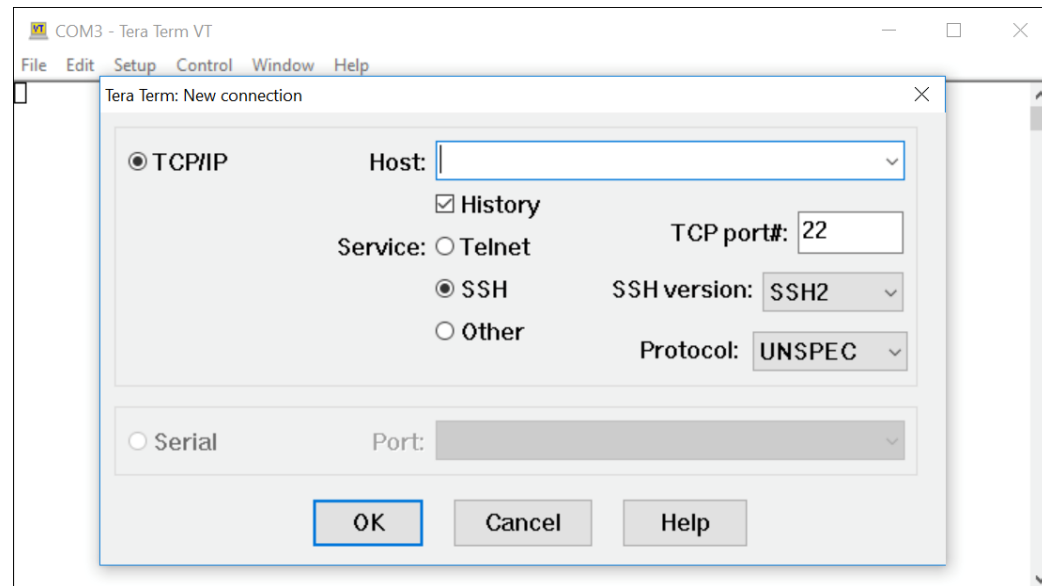 VT COM3 - Tera Term VT
File Edit Setup Control Window Help
Tera Term: New connection
TCP/IP Host:
History
TCP port#: 22
Service: Telnet
SSH SSH version: SSH2
Other
Protocol: UNSPEC
Serial Port:
OK Cancel Help